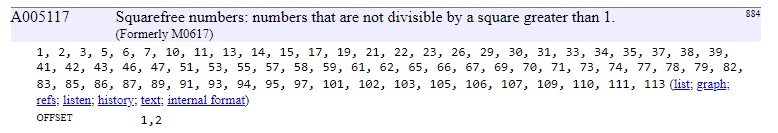 A005117 Squarefree numbers: numbers that are not divisible by a square greater than 1. 884
(Formerly M0617)
1, 2, 3, 5, 6, 7, 10, 11, 13, 14, 15, 17, 19, 21, 22, 23, 26, 29, 30, 31, 33, 34, 35, 37, 38, 39,
41, 42, 43, 46, 47, 51, 53, 55, 57, 58, 59, 61, 62, 65, 66, 67, 69, 70, 71, 73, 74, 77, 78, 79, 82,
83, 85, 86, 87, 89, 91, 93, 94, 95, 97, 101, 102, 103, 105, 106, 107, 109, 110, 111, 113 (list; graph;
refs; listen; history; text; internal format)
OFFSET 1,2